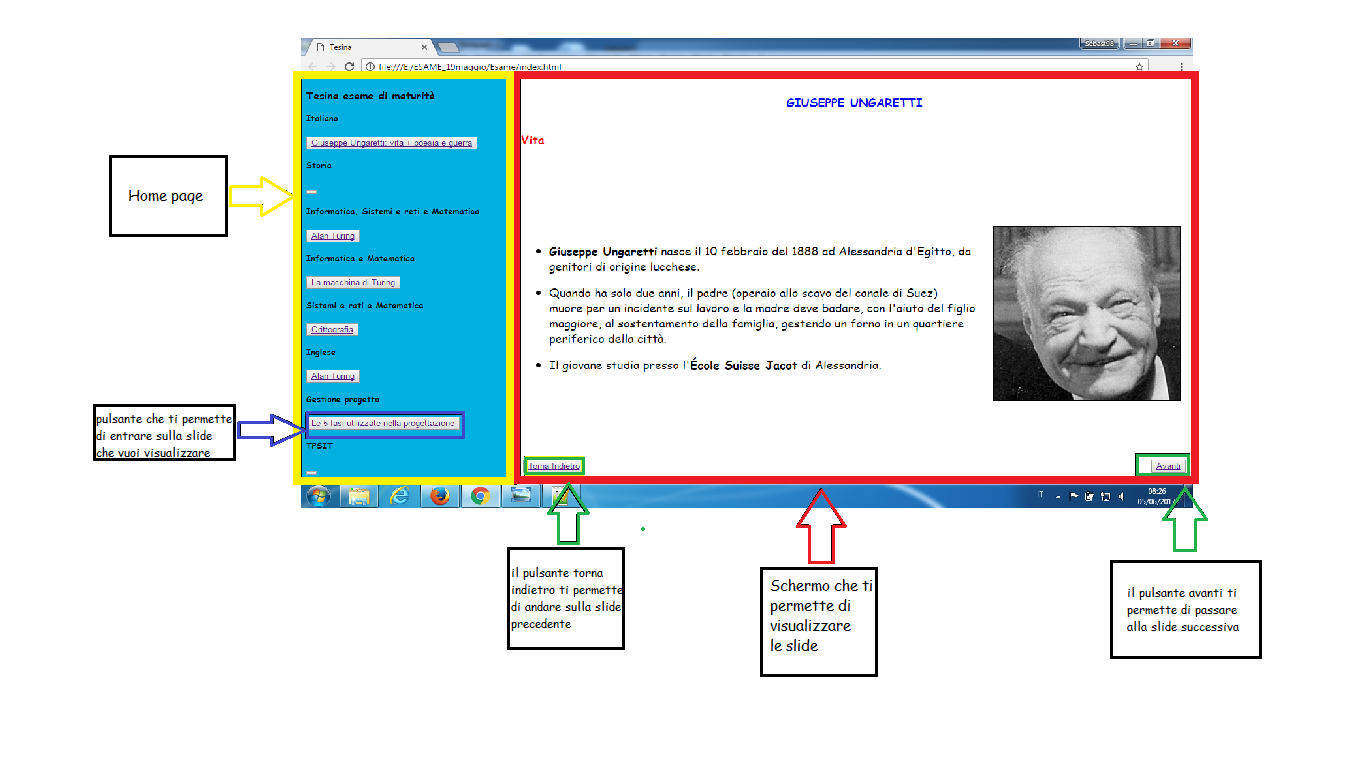 Tesina
Sebast98
file:///E:/ESAME_19maggio/Esame/index.html
Tesina esame di maturità
Italiano
Giuseppe Ungaretti: vita + poesia e guerra
Storia
Informatica, Sistemi e reti e Matematica
Alan Turing
Informatica e Matematica
La macchina di Turing
Sistemi e reti e Matematica
Crittografia
Inglese
Alan Turing
Gestione progetto
Le 5 fasi utilizzate nella progettazione
TPSIT
GIUSEPPE UNGARETTI
Vita
Giuseppe Ungaretti nasce il 10 febbraio del 1888 ad Alessandria d'Egitto, da
genitori di origine lucchese.
Quando ha solo due anni, il padre (operaio allo scavo del canale di Suez)
muore per un incidente sul lavoro e la madre deve badare, con l'aiuto del figlio
maggiore, al sostentamento della famiglia, gestendo un forno in un quartiere
periferico della città.
Il giovane studia presso l'École Suisse Jacot di Alessandria.
Torna Indietro
Avanti
IT
08:26
05/06/2017
Home page
pulsante che ti permette
di entrare sulla slide
che vuoi visualizzare
il pulsante torna
indietro ti permette
di andare sulla slide
precedente
Schermo che ti
permette di
visualizzare
le slide
il pulsante avanti ti
permette di passare
alla slide successiva